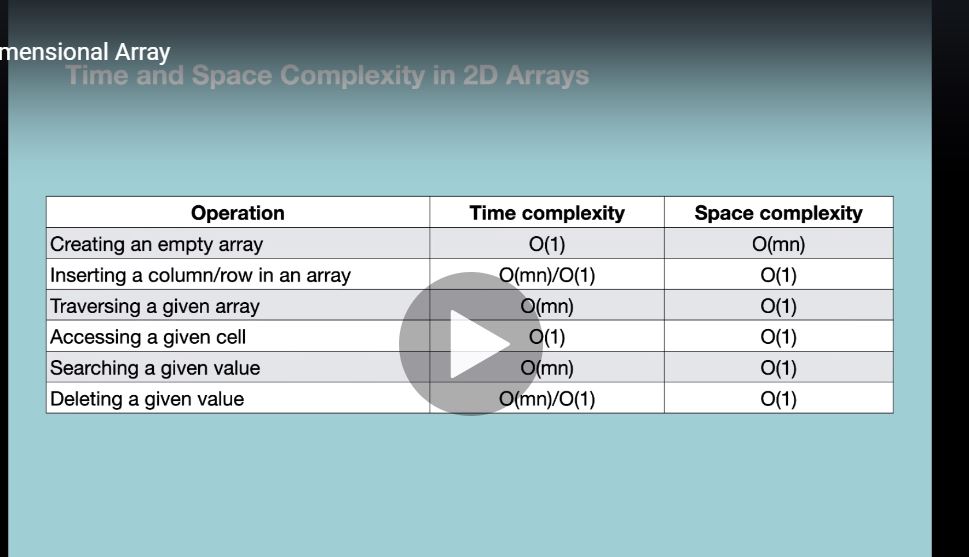 mensional Array
Time and Space Complexity in 2D Arrays
Operation Time complexity Space complexity
Creating an empty array O(1) O(mn)
Inserting a column/row in an array O(mn)/O(1) O(1)
Traversing a given array O(mn) O(1)
Accessing a given cell O(1) O(1)
Searching a given value O(mn) O(1)
Deleting a given value O(mn)/O(1) O(1)